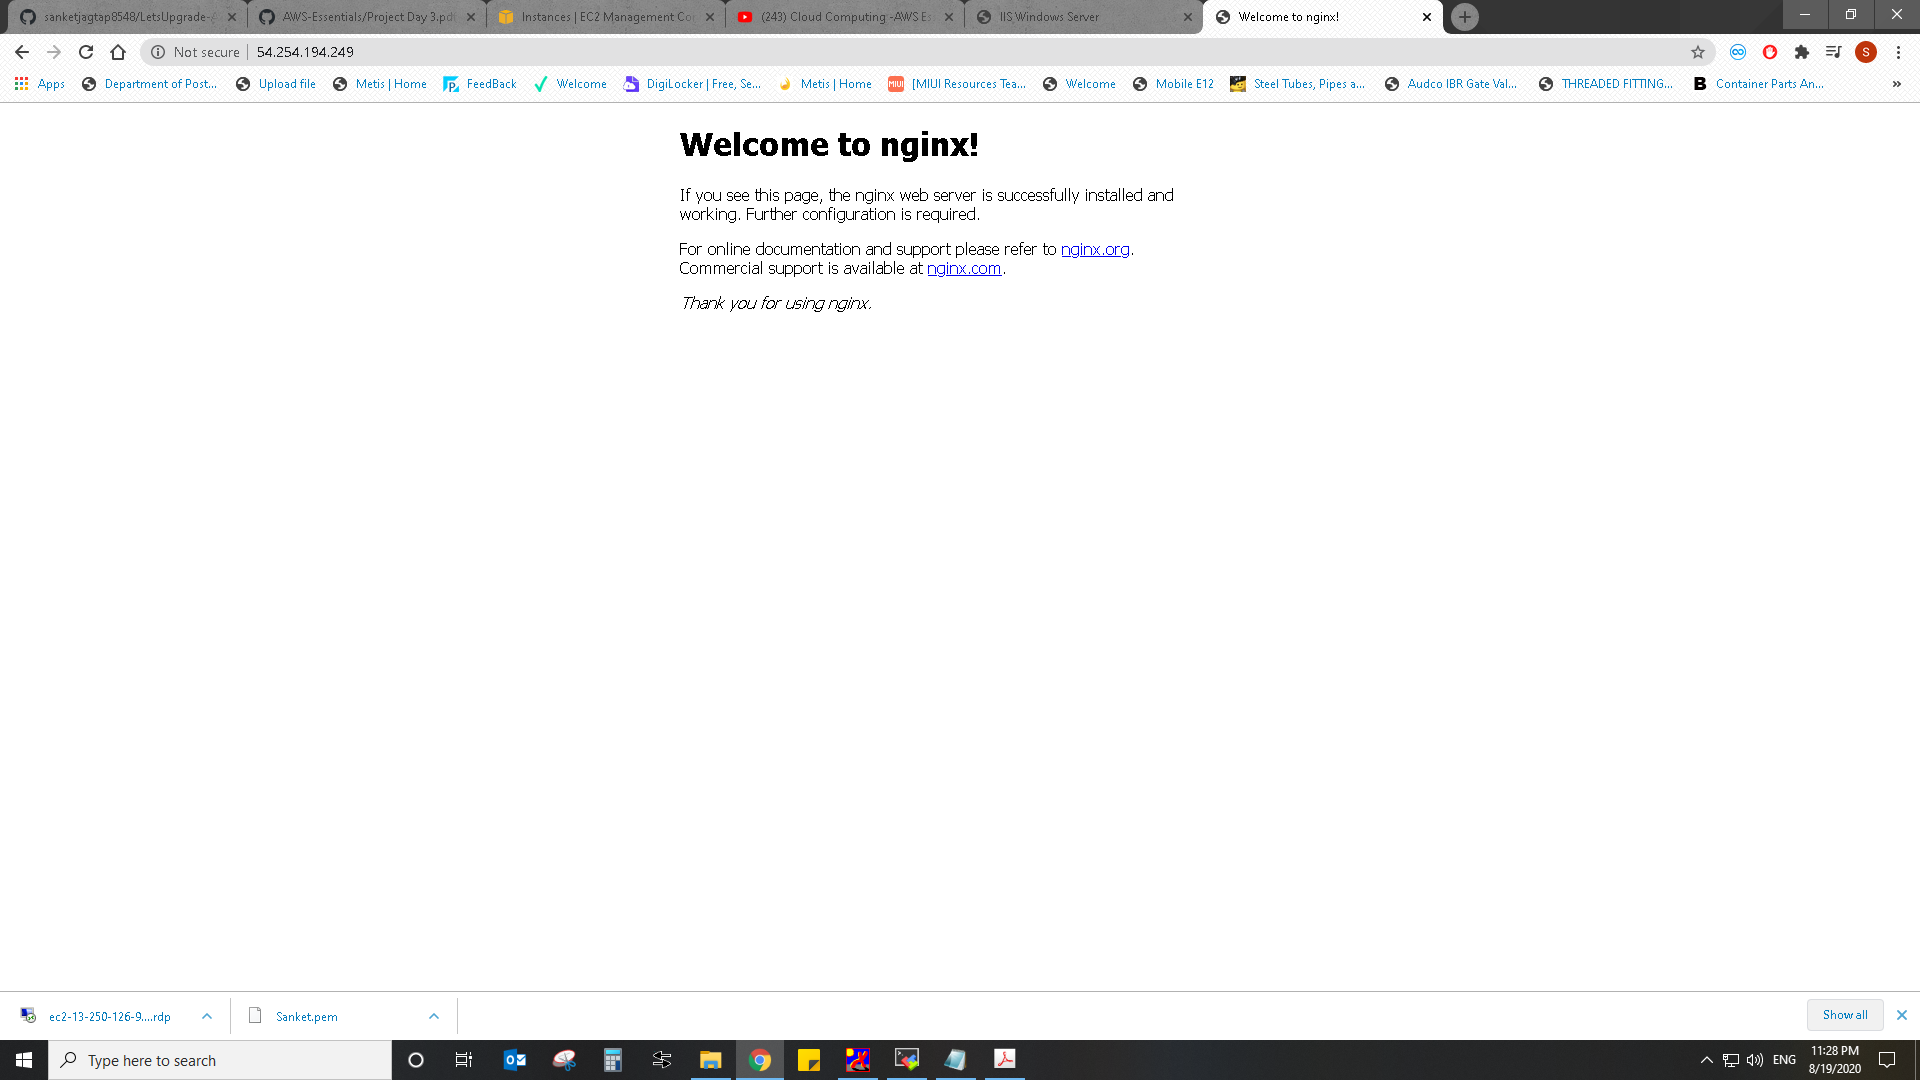 sanketjagtap8548/LetsUpgrade-
AWS-Essentials/Project Day 3.pdf
Instances | EC2 Management Co
(243) Cloud Computing -AWS Es
IIS Windows Server
Welcome to nginx!
Not secure
54.254.194.249
S
Apps
Department of Post...
Upload file
Metis | Home
FeedBack
Welcome
DigiLocker | Free, Se...
Metis | Home
MIUI
[MIUI Resources Tea...
Welcome
Mobile E12
Steel Tubes, Pipes a...
Audco IBR Gate Val...
THREADED FITTING...
B
Container Parts An...
»
Welcome to nginx!
If you see this page, the nginx web server is successfully installed and
working. Further configuration is required.
For online documentation and support please refer to nginx.org.
Commercial support is available at nginx.com.
Thank you for using nginx.
ec2-13-250-126-9....rdp
Sanket.pem
Show all
Type here to search
ENG
11:28 PM
8/19/2020